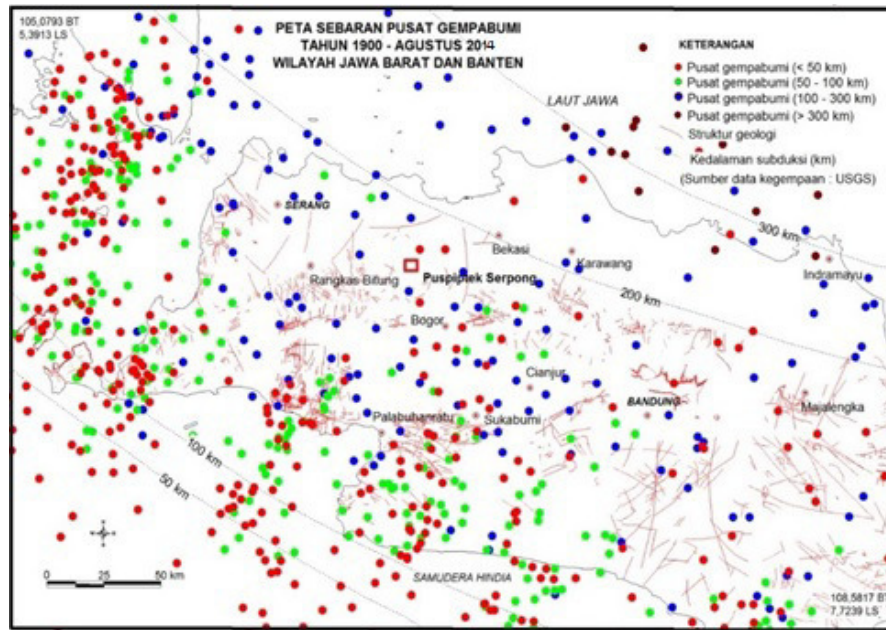 105,0793 BT
5,3913 LS
PETA SEBARAN PUSAT GEMPABUMI
TAHUN 1900 - AGUSTUS 2014
WILAYAH JAWA BARAT DAN BANTEN
KETERANGAN
Pusat gempabumi (< 50 km)
Pusat gempabumi (50 - 100 km)
Pusat gempabumi (100 - 300 km)
Pusat gempabumi (> 300 km)
Struktur geologi
Kedalaman subduksi (km)
(Sumber data kegempaan : USGS)
LAUT JAWA
SERANG
Bekasi
Karawang
300 km
Indramayu
Rangkas Bitung
Puspiptek Serpong
200 km
Bogor
Cianjur
BANDUNG
Majalengka
Palabuhanratu
Sukabumi
100 km
50 km
0 25 50 km
SAMUDERA HINDIA
108,5817 BT
7,7239 LS